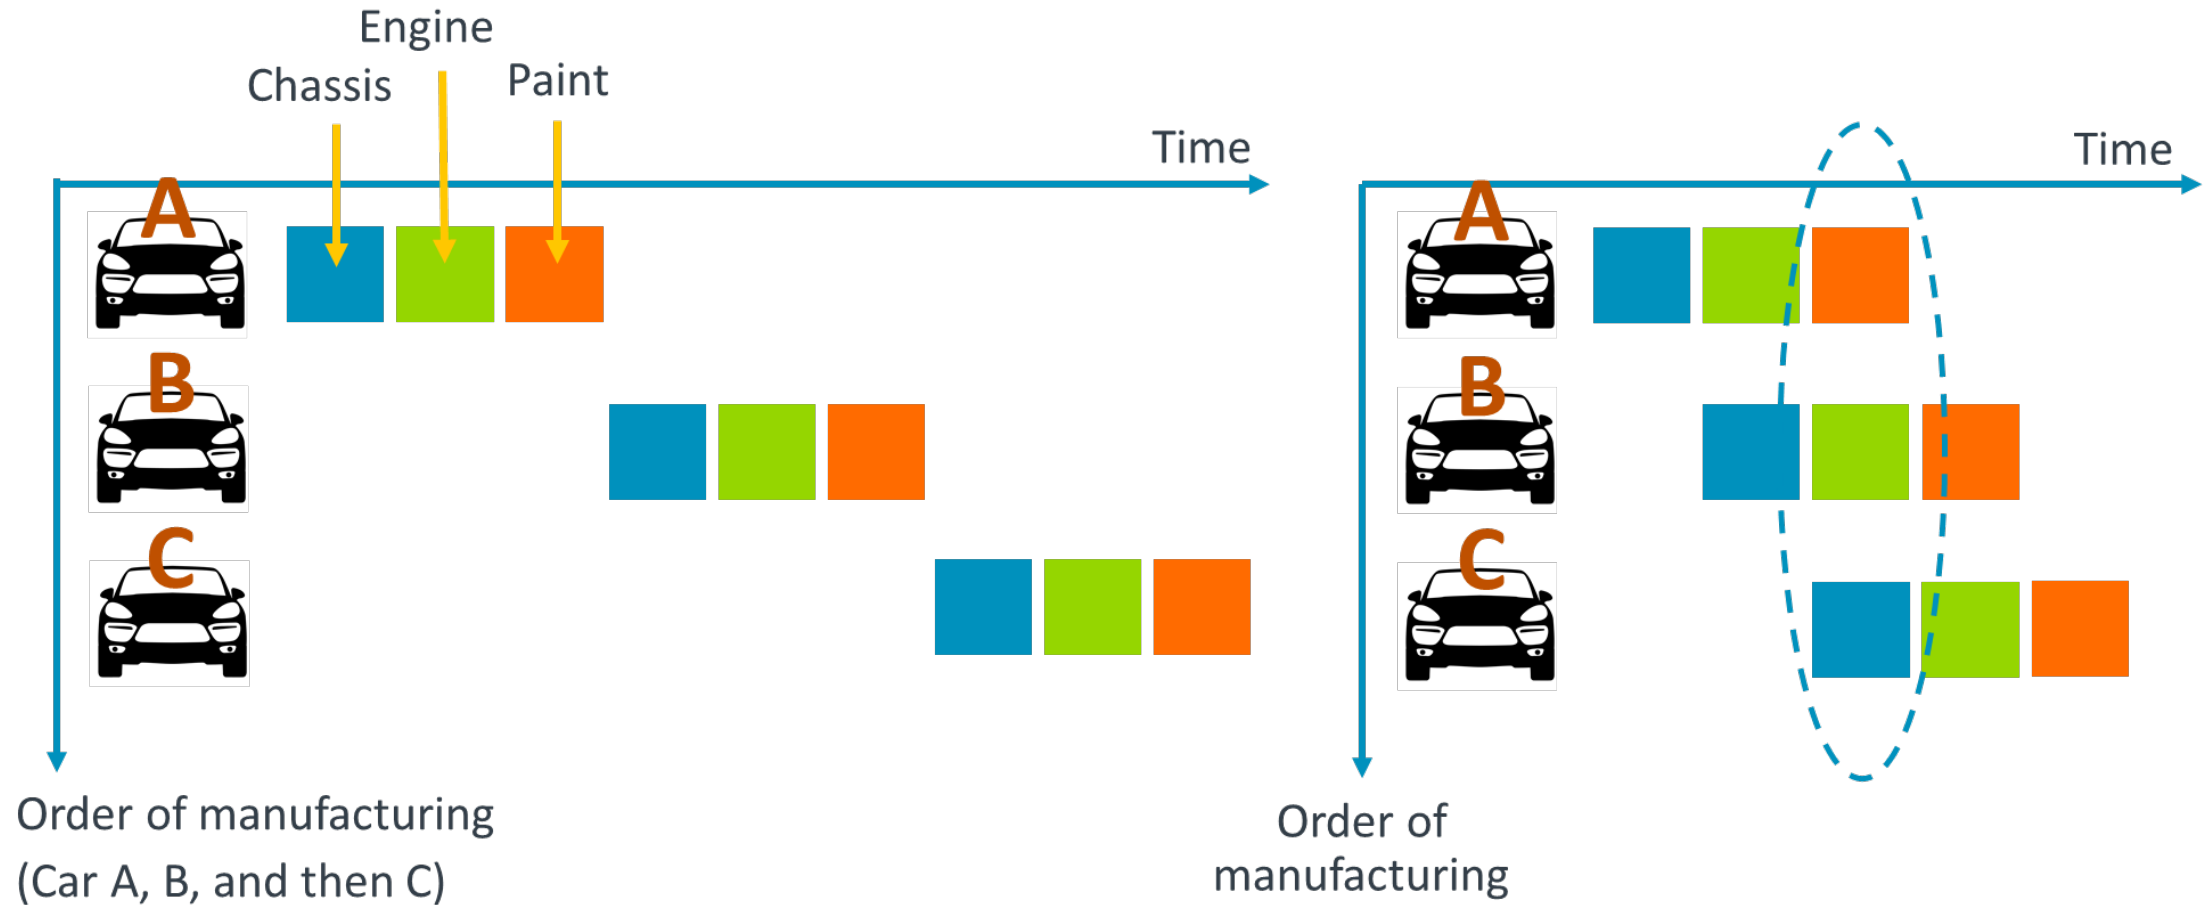 Engine
Chassis
Paint
Time
A
B
C
Order of manufacturing
(Car A, B, and then C)
Time
A
B
C
Order of
manufacturing